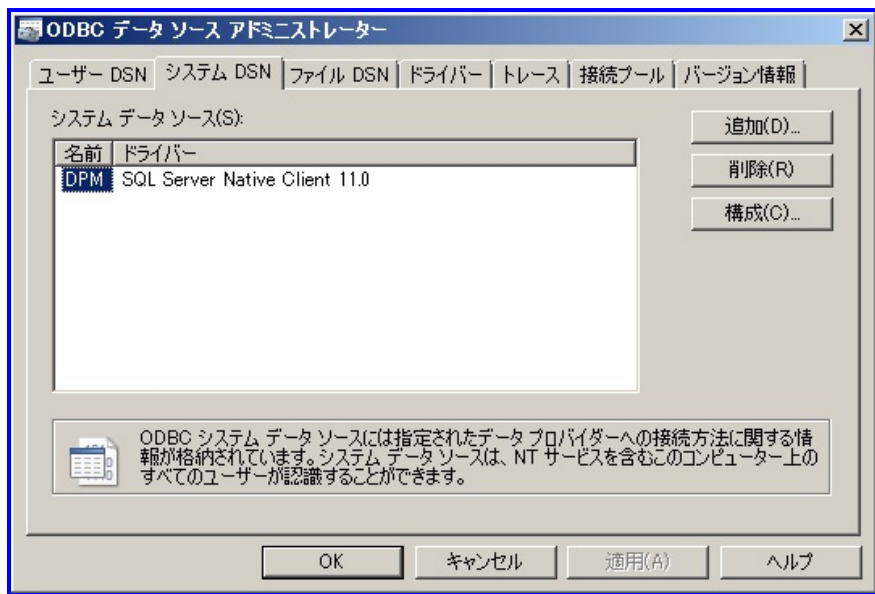 ODBC データ ソース アドミニストレーター
ユーザー DSN システム DSN ファイル DSN ドライバー トレース 接続プール バージョン情報
システム データ ソース(S):
名前 ドライバー
DPM SQL Server Native Client 11.0
追加(D)...
削除(R)
構成(C)...
ODBC システム データ ソースには指定されたデータ プロバイダーへの接続方法に関する情
報が格納されています。システム データ ソースは、NT サービスを含むこのコンピューター上の
すべてのユーザーが認識することができます。
OK キャンセル 適用(A) ヘルプ